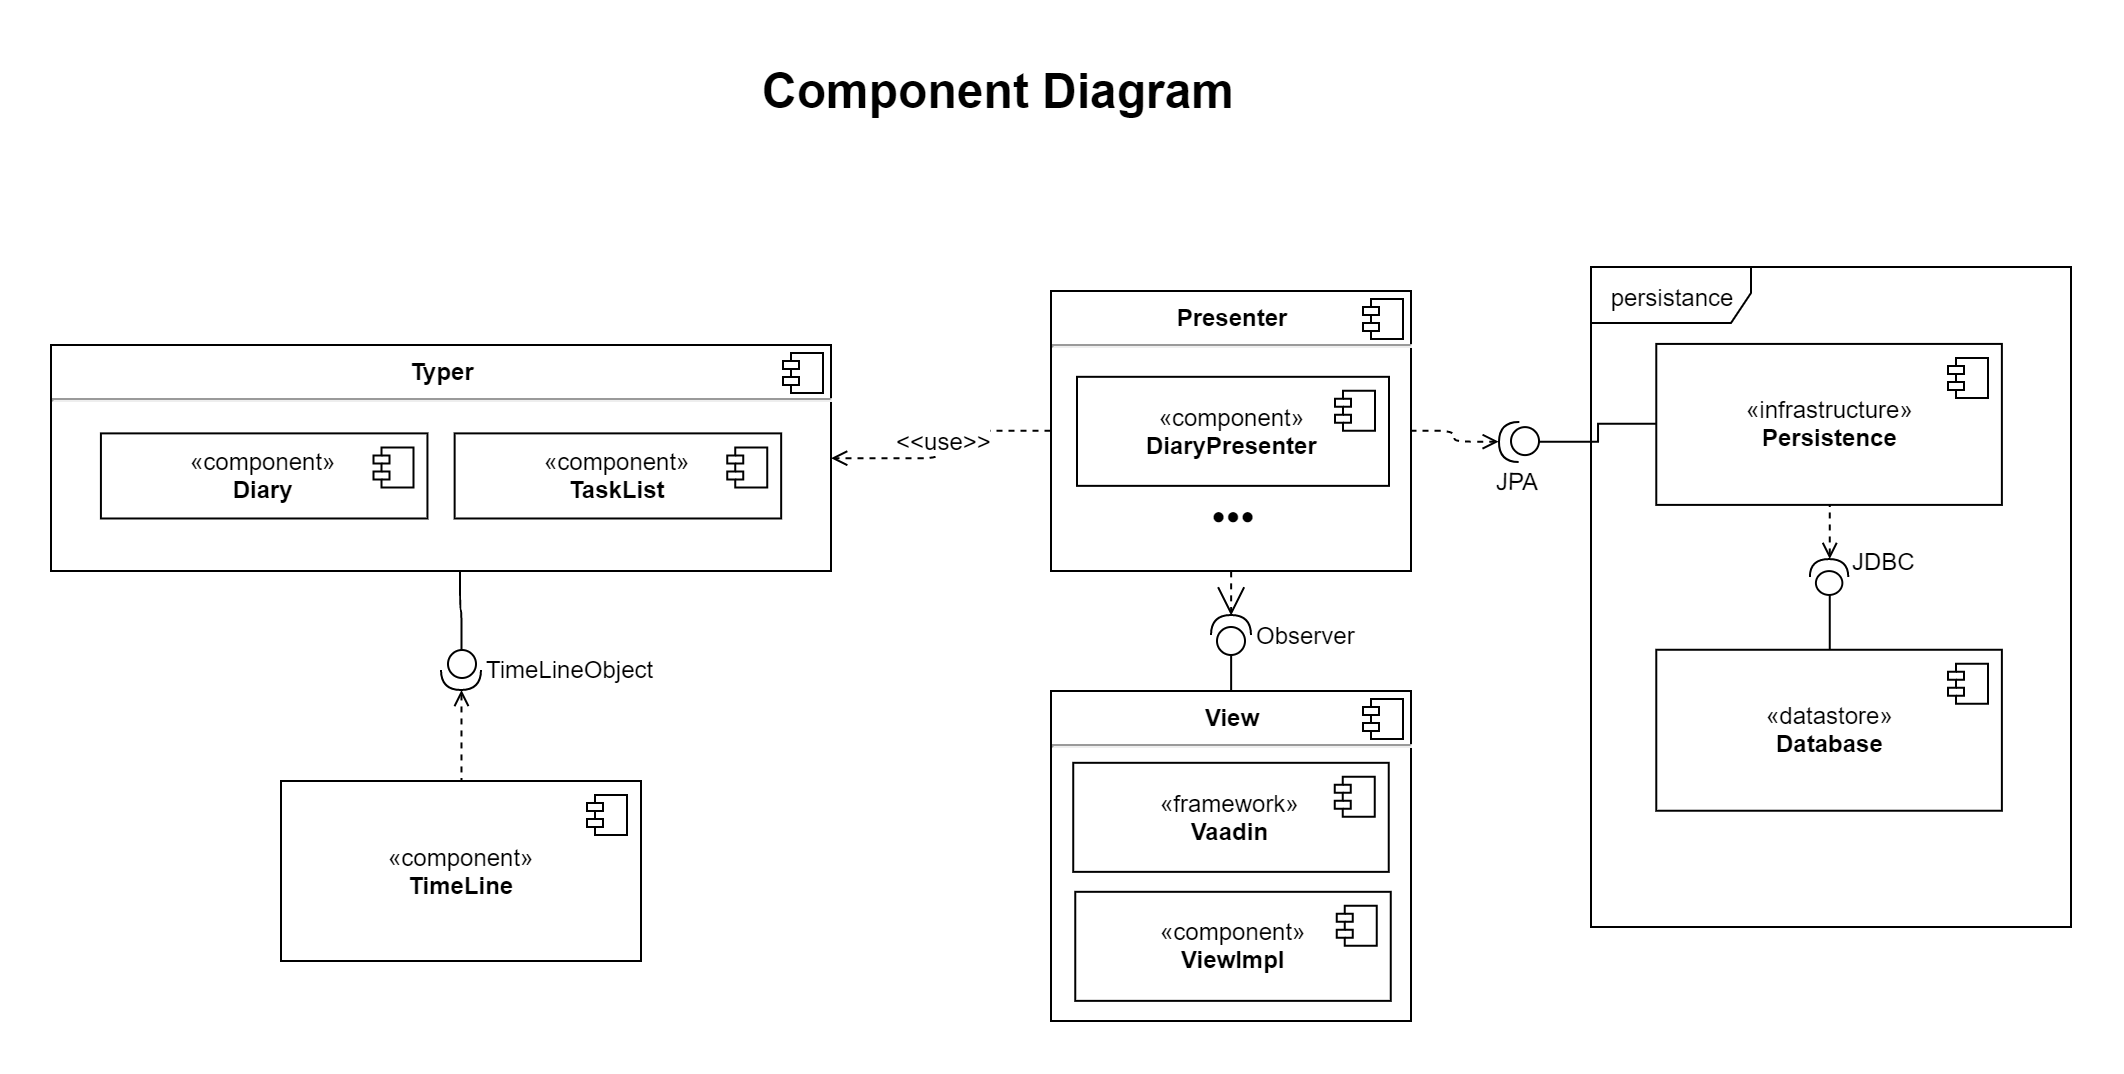 Component Diagram
Typer
«component»
Diary
«component»
TaskList
<<use>>
Presenter
«component»
DiaryPresenter
•••
JPA
persistance
«infrastructure»
Persistence
JDBC
«datastore»
Database
TimeLineObject
«component»
TimeLine
Observer
View
«framework»
Vaadin
«component»
ViewImpl